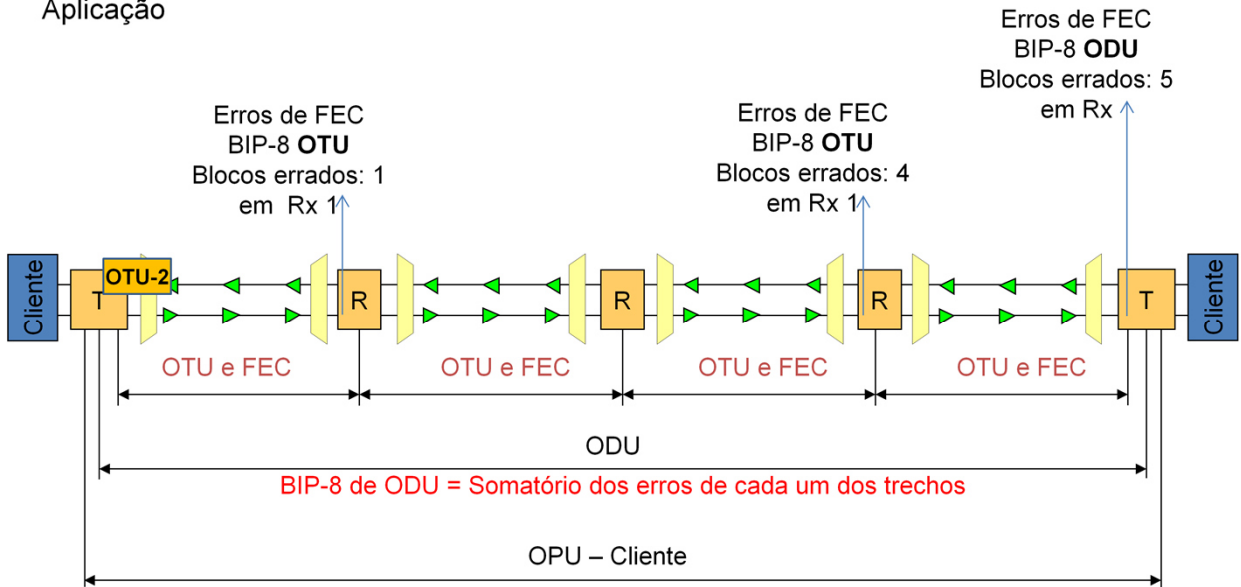 Aplicação
Erros de FEC
BIP-8 ODU
Blocos errados: 5
em Rx
Erros de FEC
BIP-8 OTU
Blocos errados: 1
em Rx 1
Erros de FEC
BIP-8 OTU
Blocos errados: 4
em Rx 1
Cliente
T
OTU-2
R
R
R
T
Cliente
OTU e FEC
OTU e FEC
OTU e FEC
OTU e FEC
ODU
BIP-8 de ODU = Somatório dos erros de cada um dos trechos
OPU – Cliente